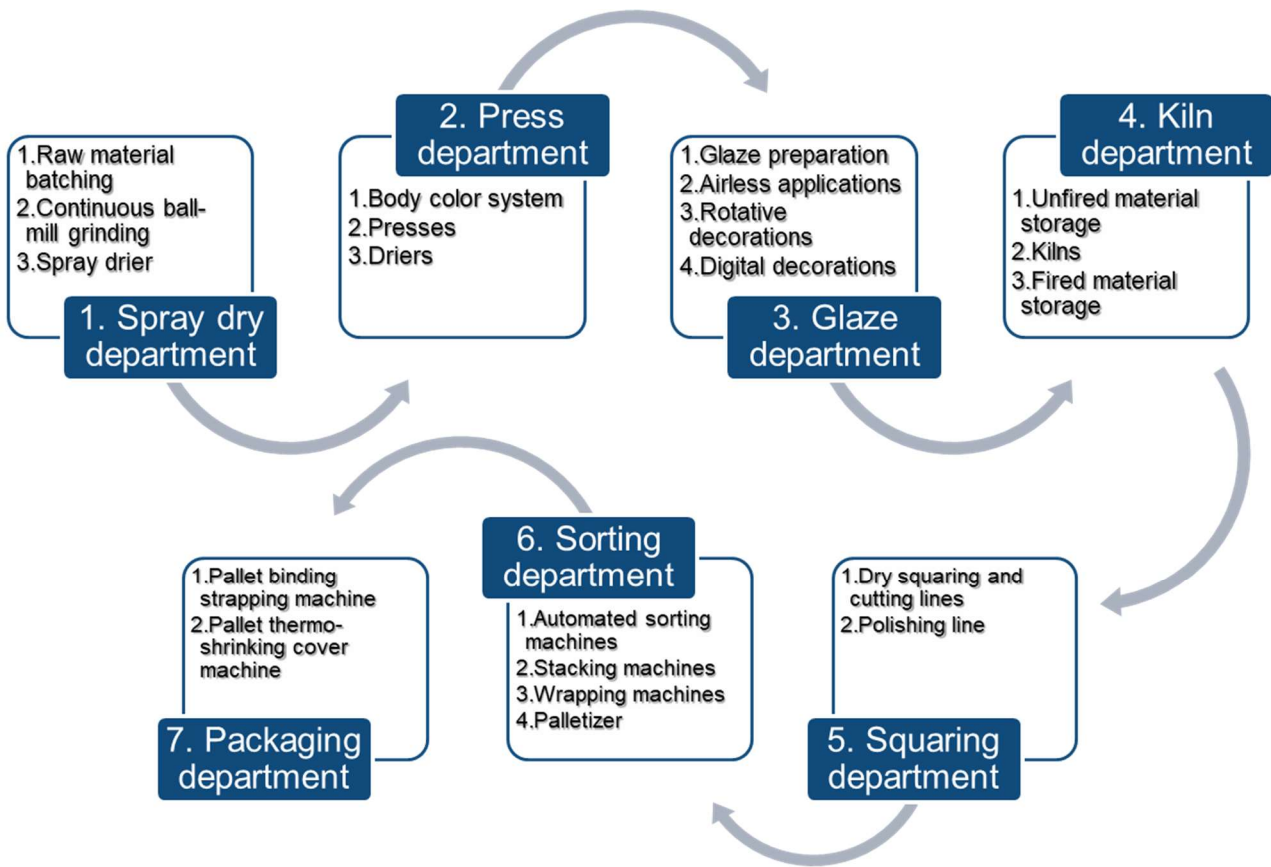 1.Raw material
batching
2.Continuous ball-
mill grinding
3.Spray drier
1. Spray dry
department
2. Press
department
1.Body color system
2.Presses
3.Driers
1.Glaze preparation
2.Airless applications
3.Rotative
decorations
4.Digital decorations
3. Glaze
department
4. Kiln
department
1.Unfired material
storage
2.Kilns
3.Fired material
storage
1.Dry squaring and
cutting lines
2.Polishing line
5. Squaring
department
6. Sorting
department
1.Automated sorting
machines
2.Stacking machines
3.Wrapping machines
4.Palletizer
1.Pallet binding
strapping machine
2.Pallet thermo-
shrinking cover
machine
7. Packaging
department